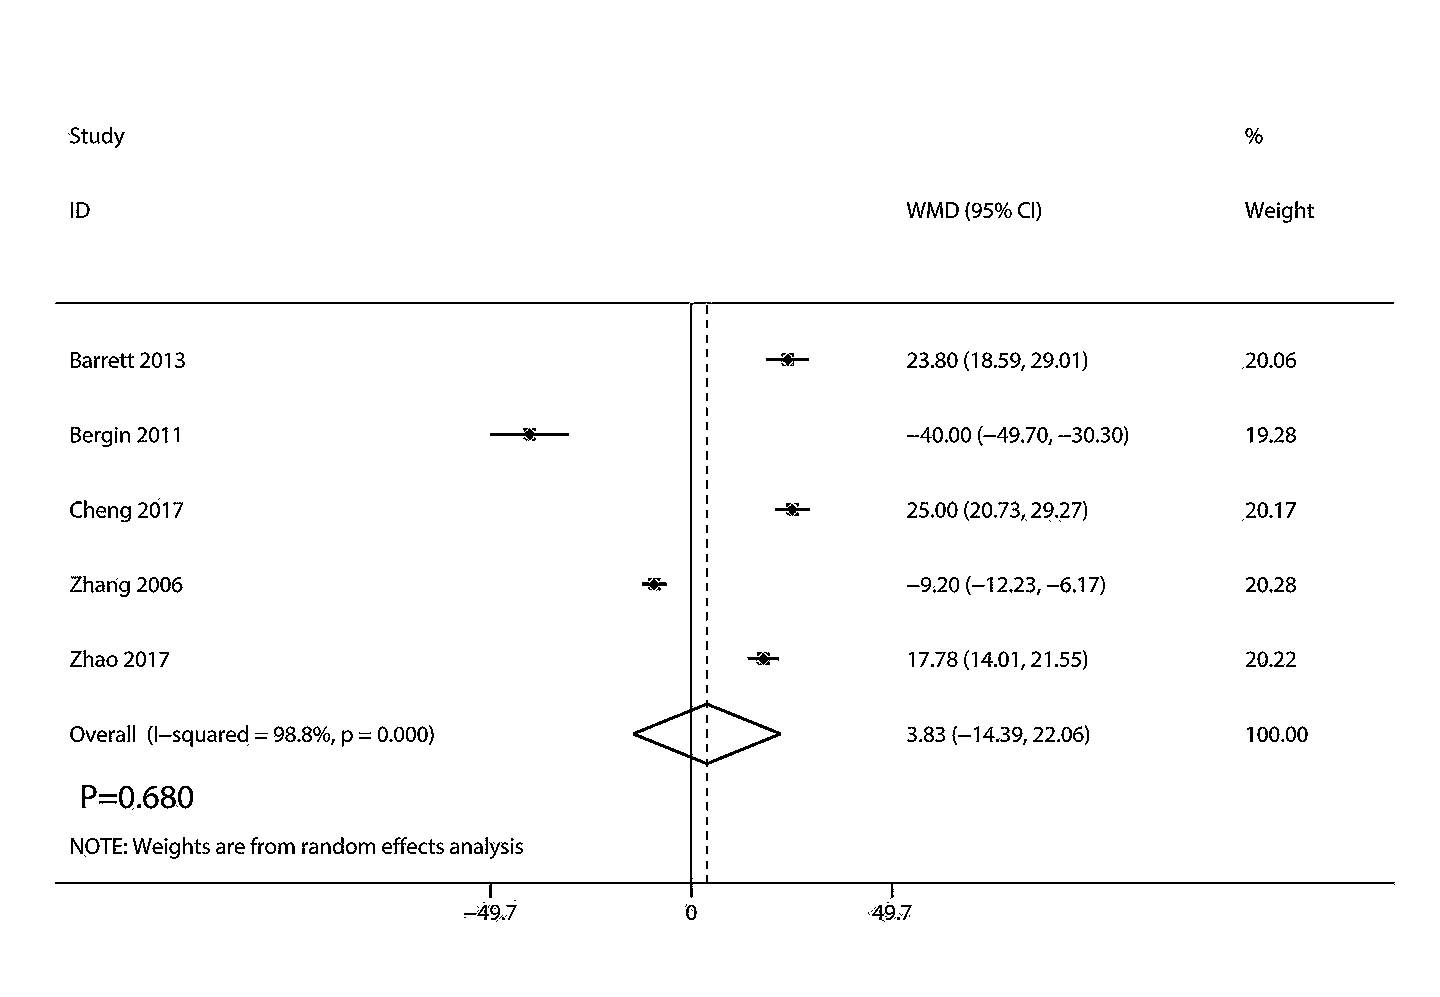 Study %
ID WMD (95% CI) Weight
Barrett 2013 23.80 (18.59, 29.01) 20.06
Bergin 2011 −40.00 (−49.70, −30.30) 19.28
Cheng 2017 25.00 (20.73, 29.27) 20.17
Zhang 2006 −9.20 (−12.23, −6.17) 20.28
Zhao 2017 17.78 (14.01, 21.55) 20.22
Overall (I−squared = 98.8%, p = 0.000) 3.83 (−14.39, 22.06) 100.00
P=0.680
NOTE: Weights are from random effects analysis
−49.7 0 49.7